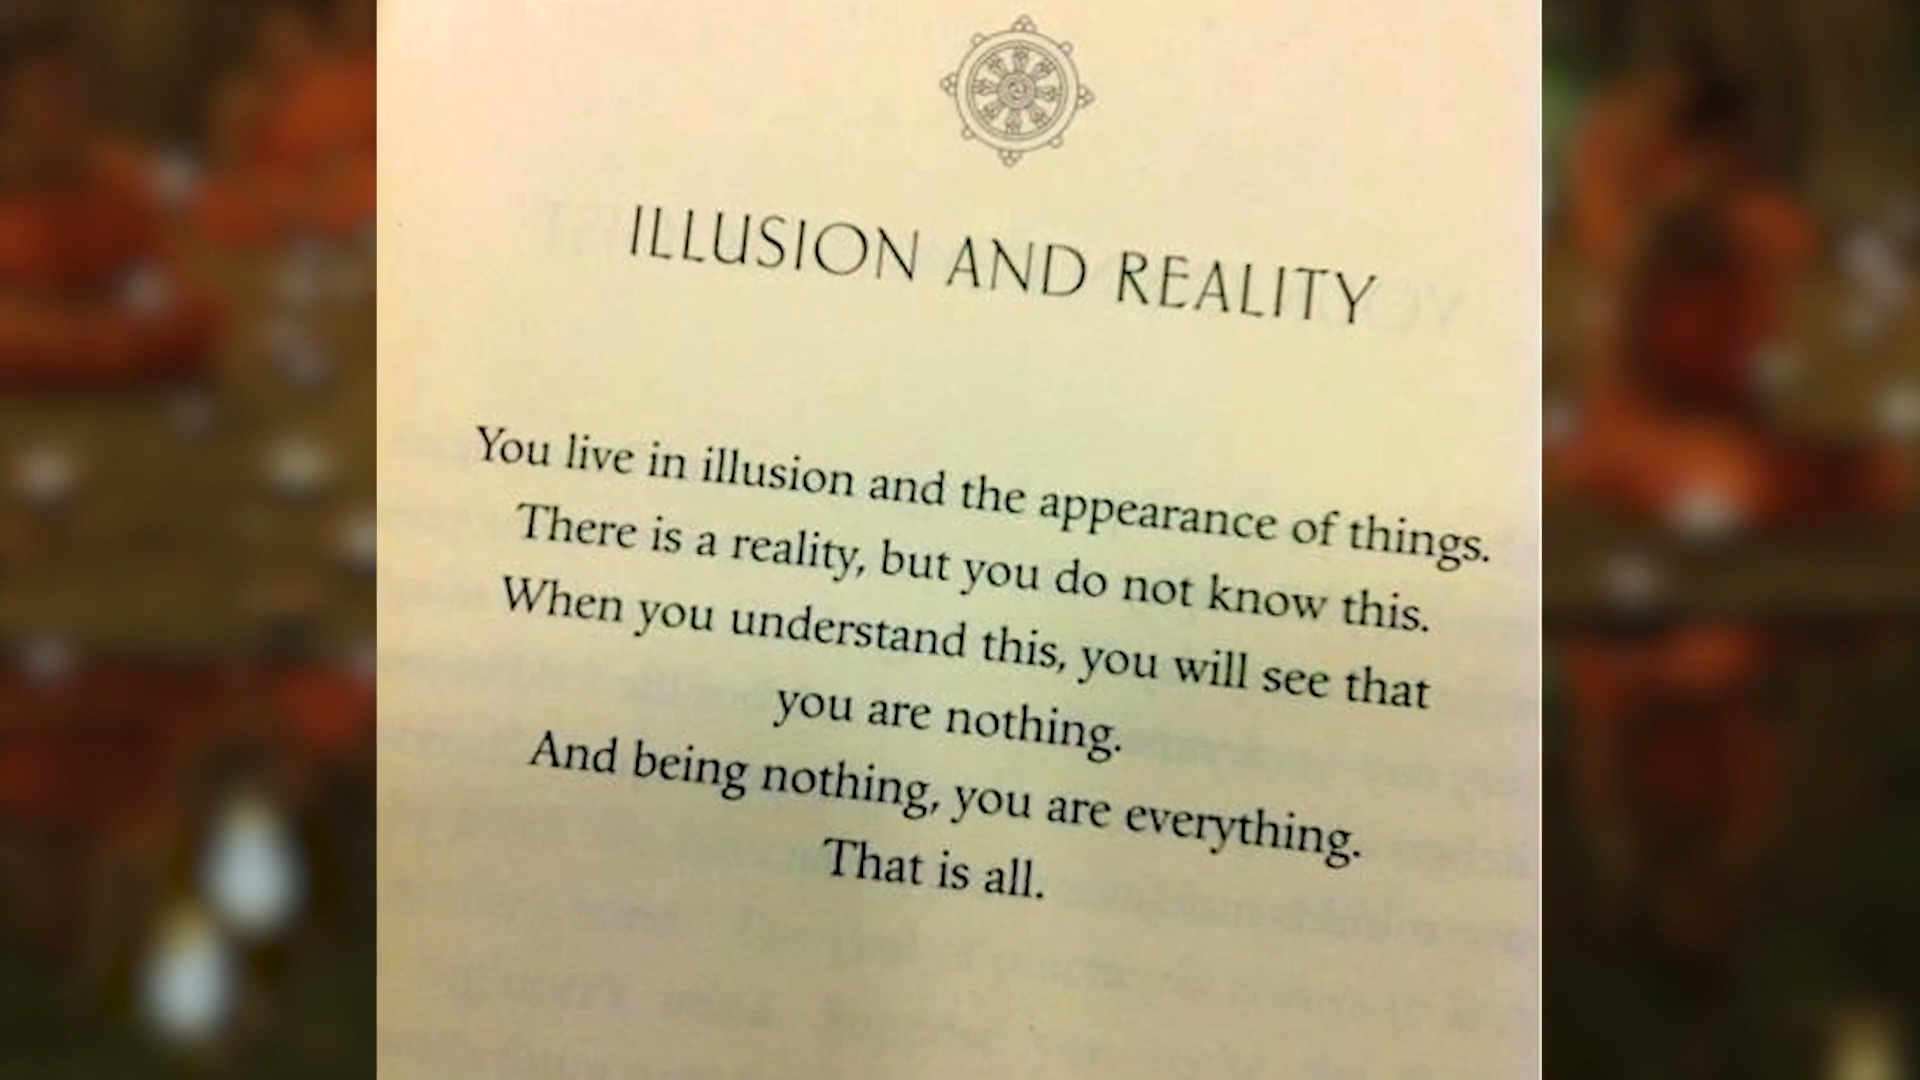 ILLUSION AND REALITY
You live in illusion and the appearance of things.
There is a reality, but you do not know this.
When you understand this, you will see that
you are nothing.
And being nothing, you are everything.
That is all.